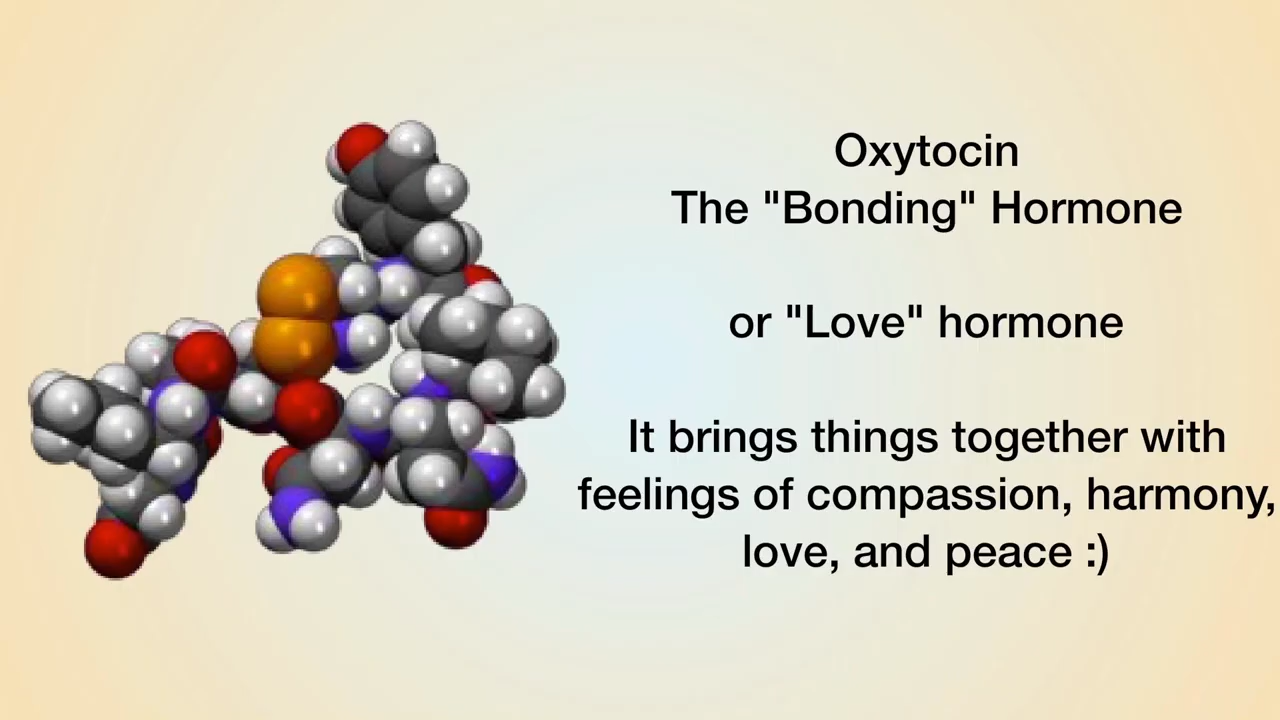 Oxytocin
The "Bonding" Hormone
or "Love" hormone
It brings things together with
feelings of compassion, harmony,
love, and peace :)